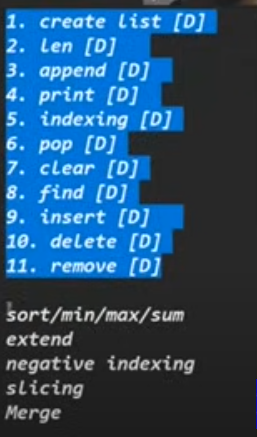 1. create list [D]
2. len [D]
3. append [D]
4. print [D]
5. indexing [D]
6. pop [D]
7. clear [D]
8. find [D]
9. insert [D]
10. delete [D]
11. remove [D]
sort/min/max/sum
extend
negative indexing
slicing
Merge